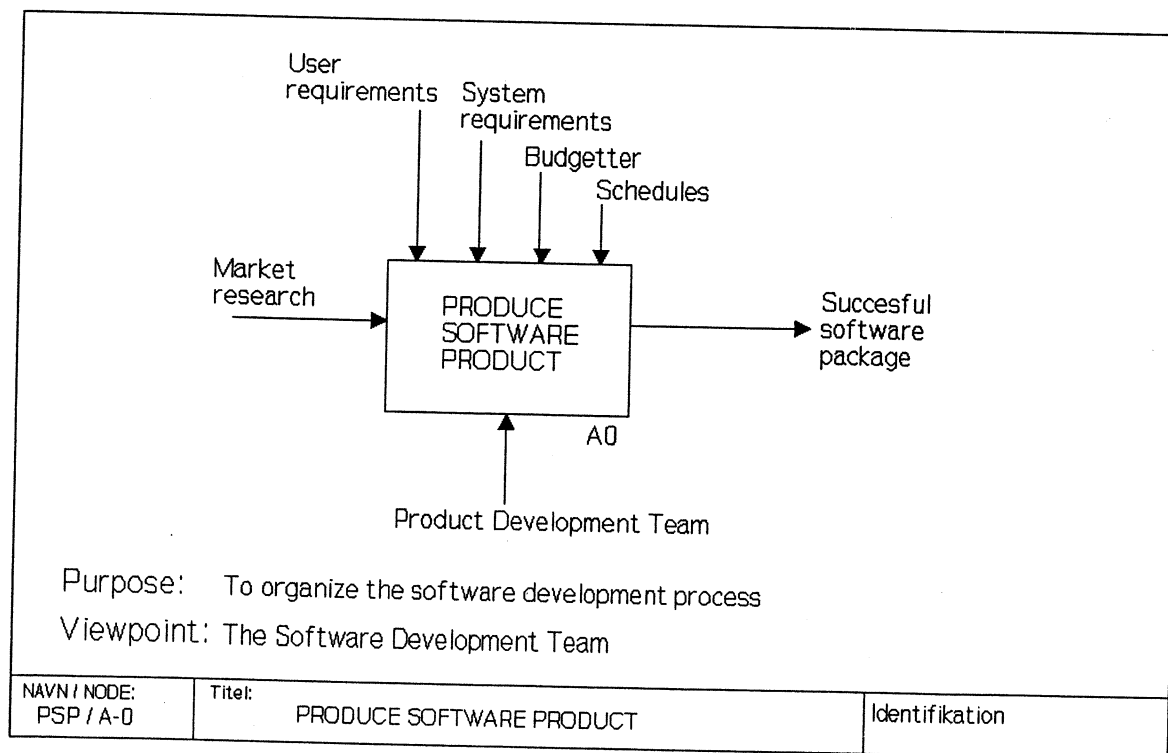 User
requirements
System
requirements
Budgetter
Schedules
Market
research
PRODUCE
SOFTWARE
PRODUCT
Succesful
software
package
A0
Product Development Team
Purpose: To organize the software development process
Viewpoint: The Software Development Team
NAVN / NODE:
PSP / A-0
Titel:
PRODUCE SOFTWARE PRODUCT
Identifikation